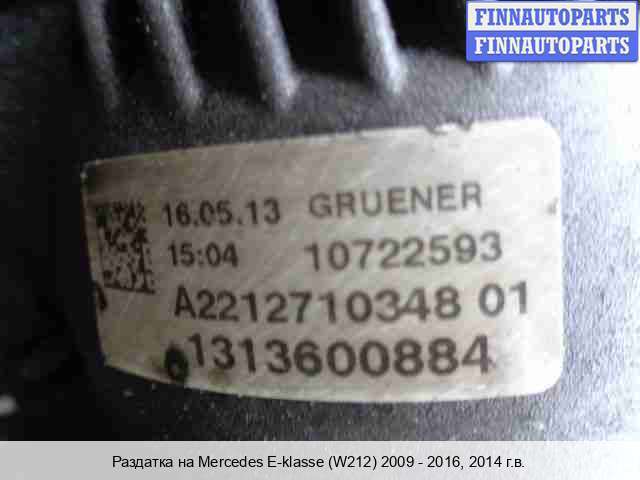 FINNAUTOPARTS
FINNAUTOPARTS
16.05.13 GRUENER
15:04 10722593
A2212710348 01
1313600884
Раздатка на Mercedes E-klasse (W212) 2009 - 2016, 2014 г.в.